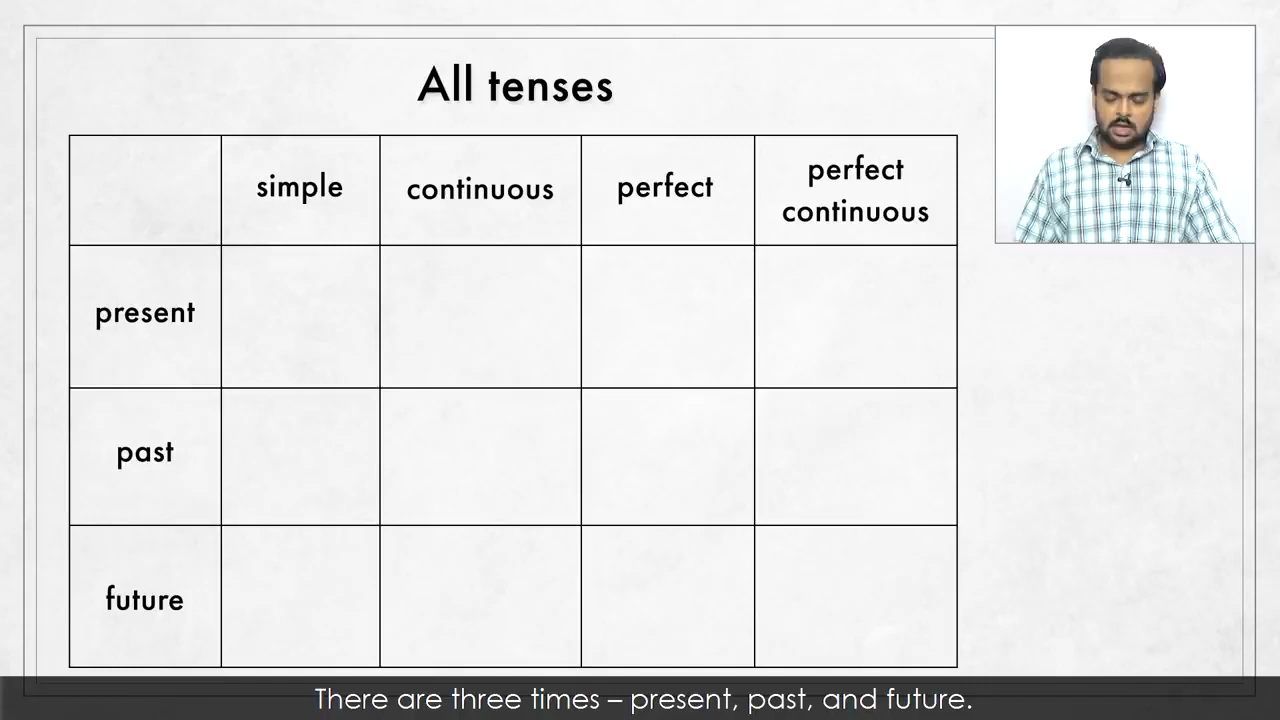 All tenses
simple continuous perfect perfect continuous
present
past
future
There are three times – present, past, and future.